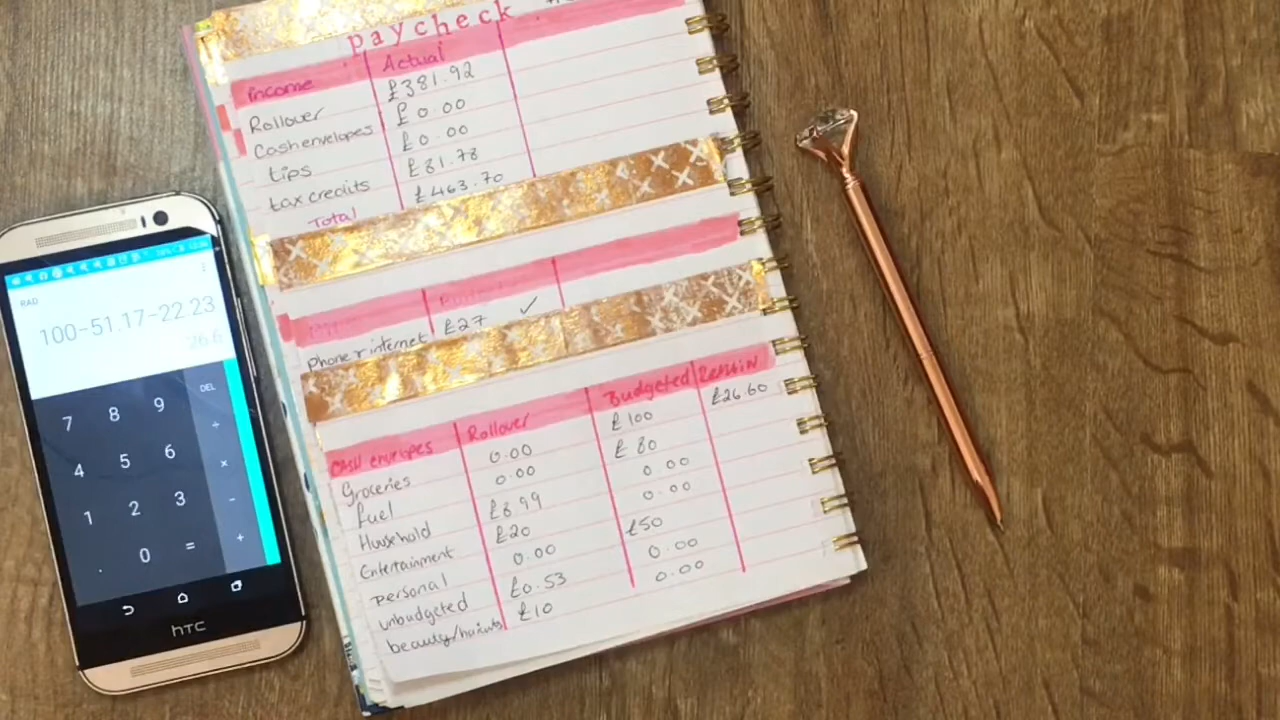 paycheck
Income Actual
Rollover £381.92
Cash envelopes £0.00
tips £0.00
tax credits £81.78
Total £463.70
Phone & internet £27 ✓
Cash envelopes Rollover Budgeted Remain
Groceries 0.00 £100 £26.60
fuel 0.00 £80
Household £8.99 0.00
Entertainment £20 0.00
personal 0.00 £50
unbudgeted £0.53 0.00
beauty/haircuts £10 0.00
RAD
100-51.17-22.23
26.6
DEL
7 8 9 ÷
4 5 6 ×
1 2 3 -
. 0 = +
hTC